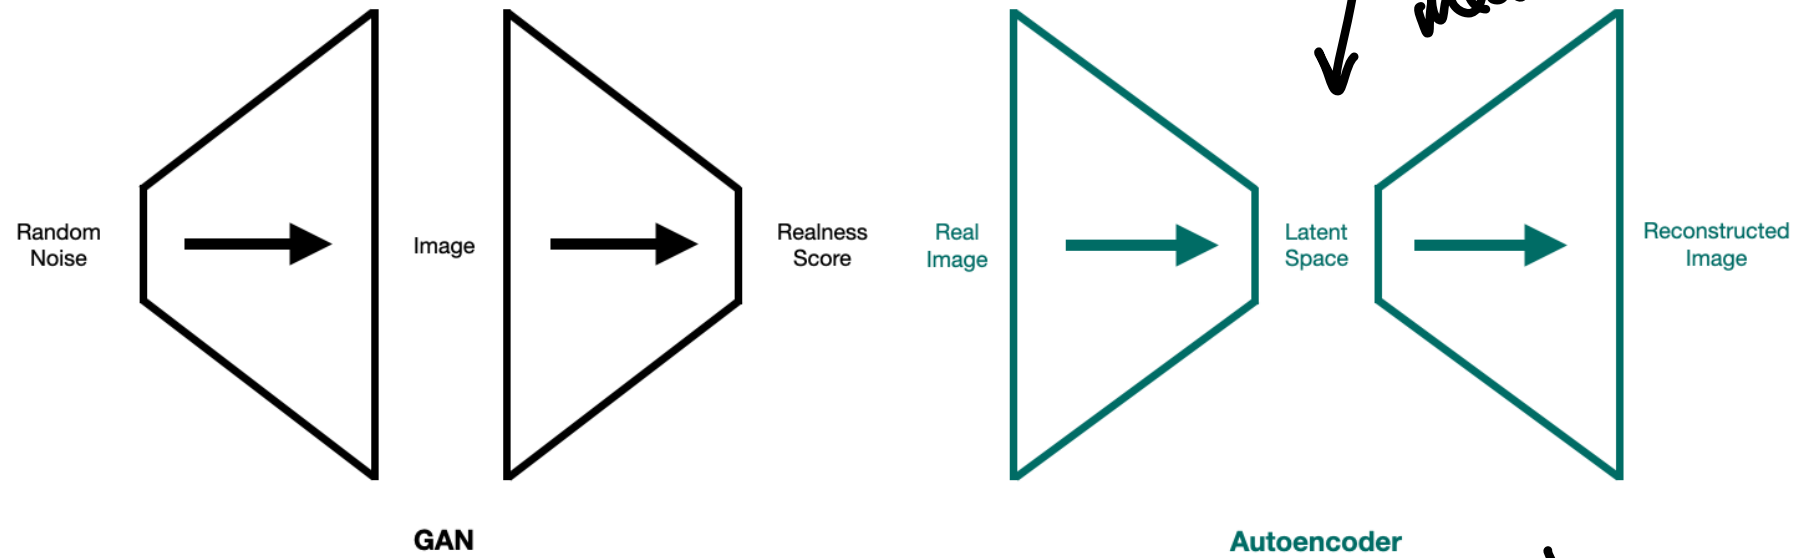 Random
Noise
Image
Realness
Score
Real
Image
Latent
Space
Reconstructed
Image
GAN
Autoencoder